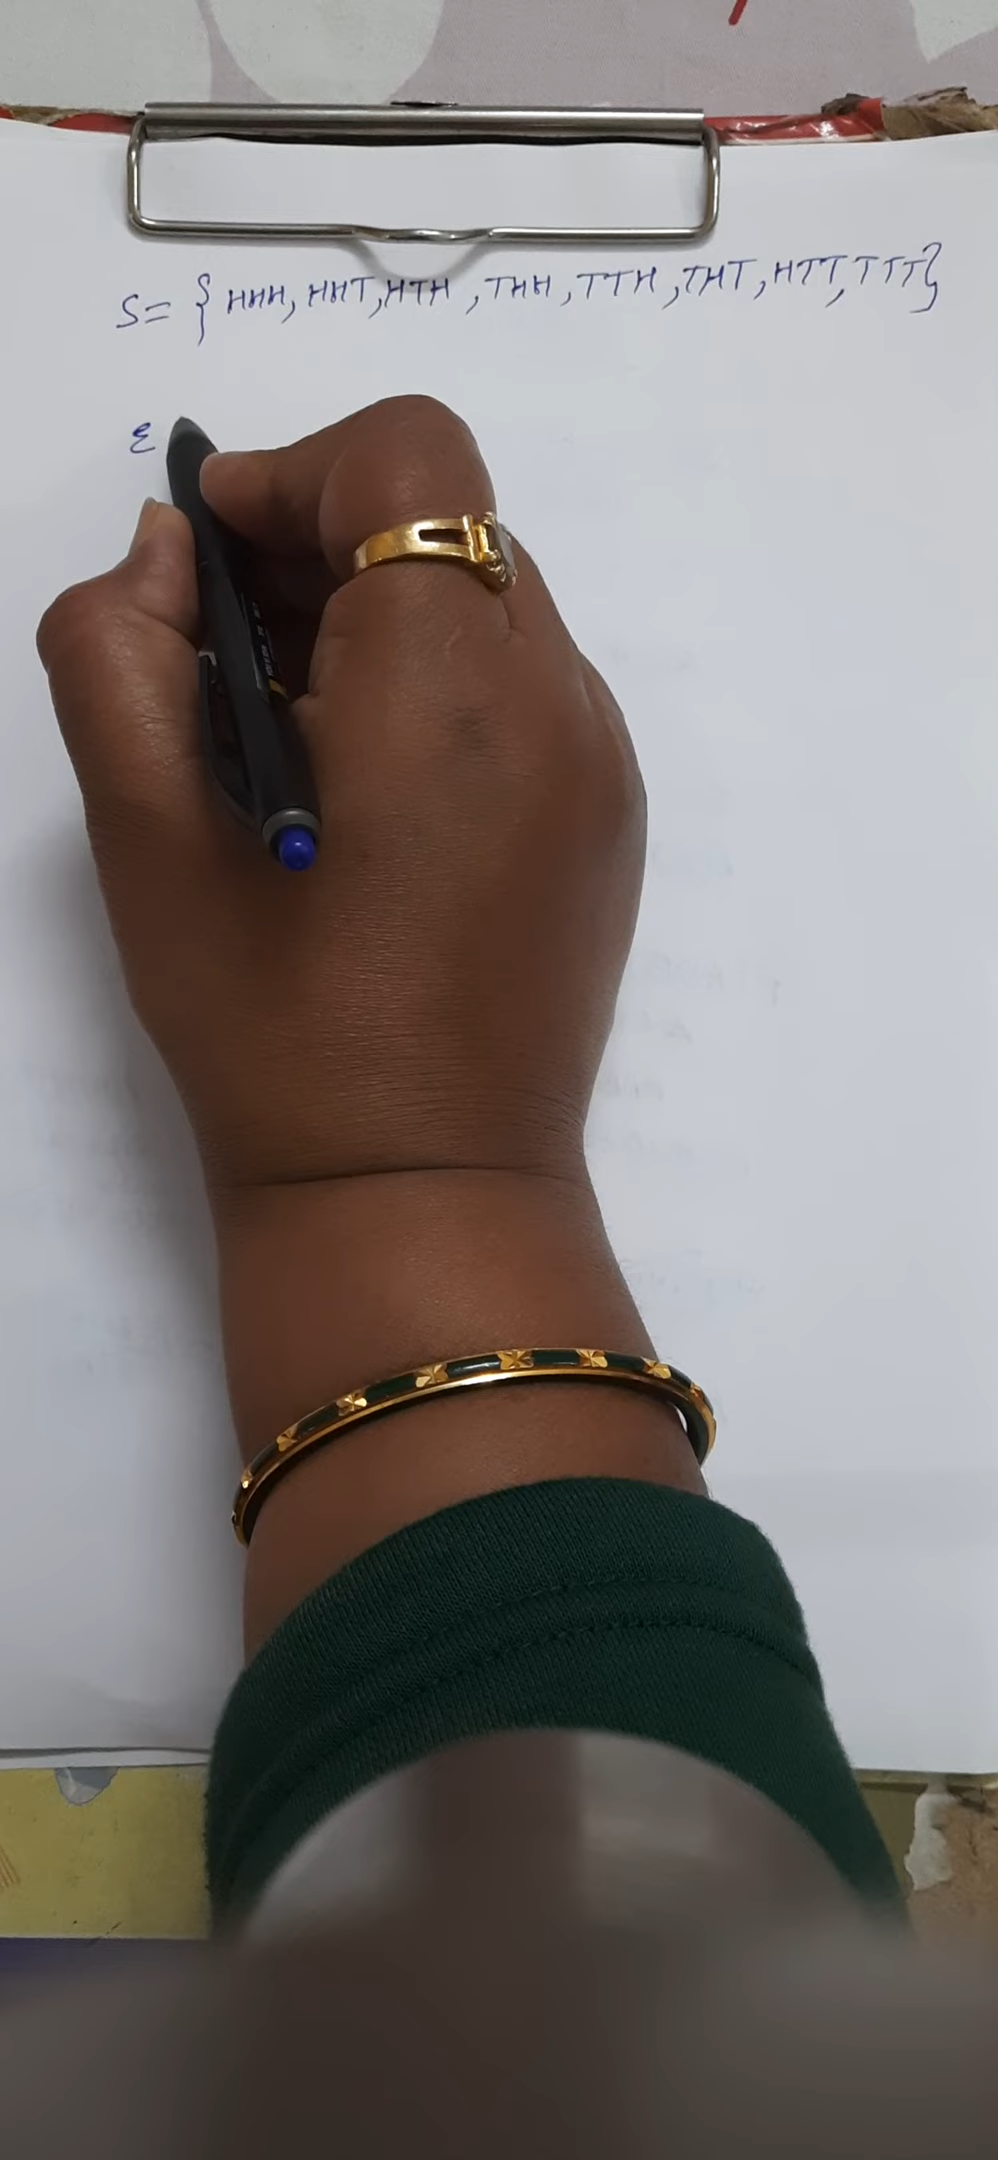 S= { HHH, HHT, HTH , THH , TTH , THT , HTT, TTT}
E